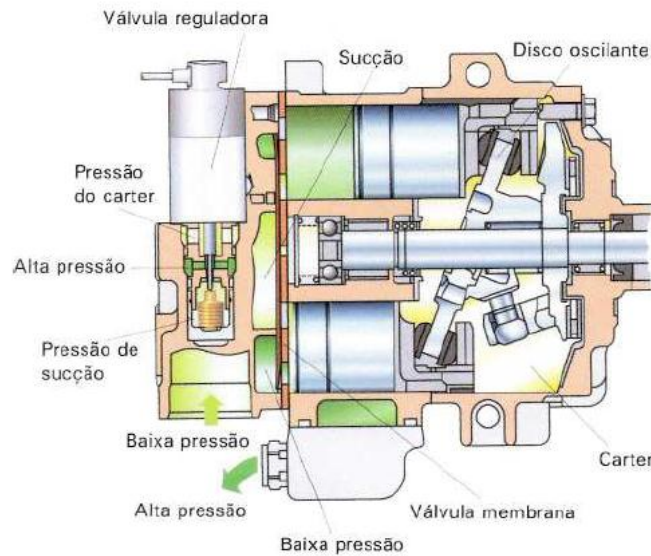 Válvula reguladora
Sucção
Disco oscilante
Pressão
do carter
Alta pressão
Pressão de
sucção
Baixa pressão
Carter
Alta pressão
Válvula membrana
Baixa pressão